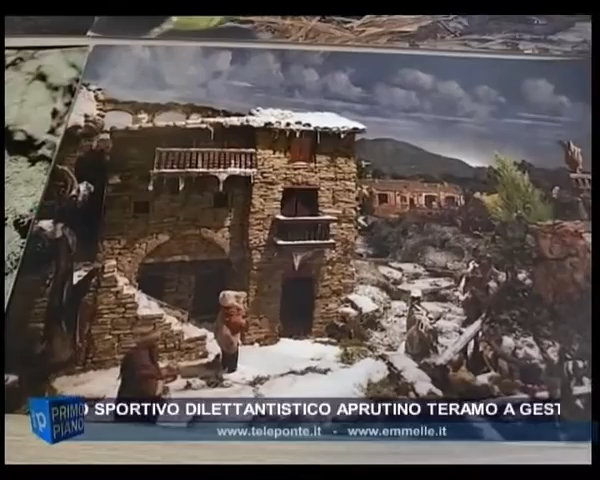 PRIMO
PIANO
O SPORTIVO DILETTANTISTICO APRUTINO TERAMO A GEST
www.teleponte.it - www.emmelle.it